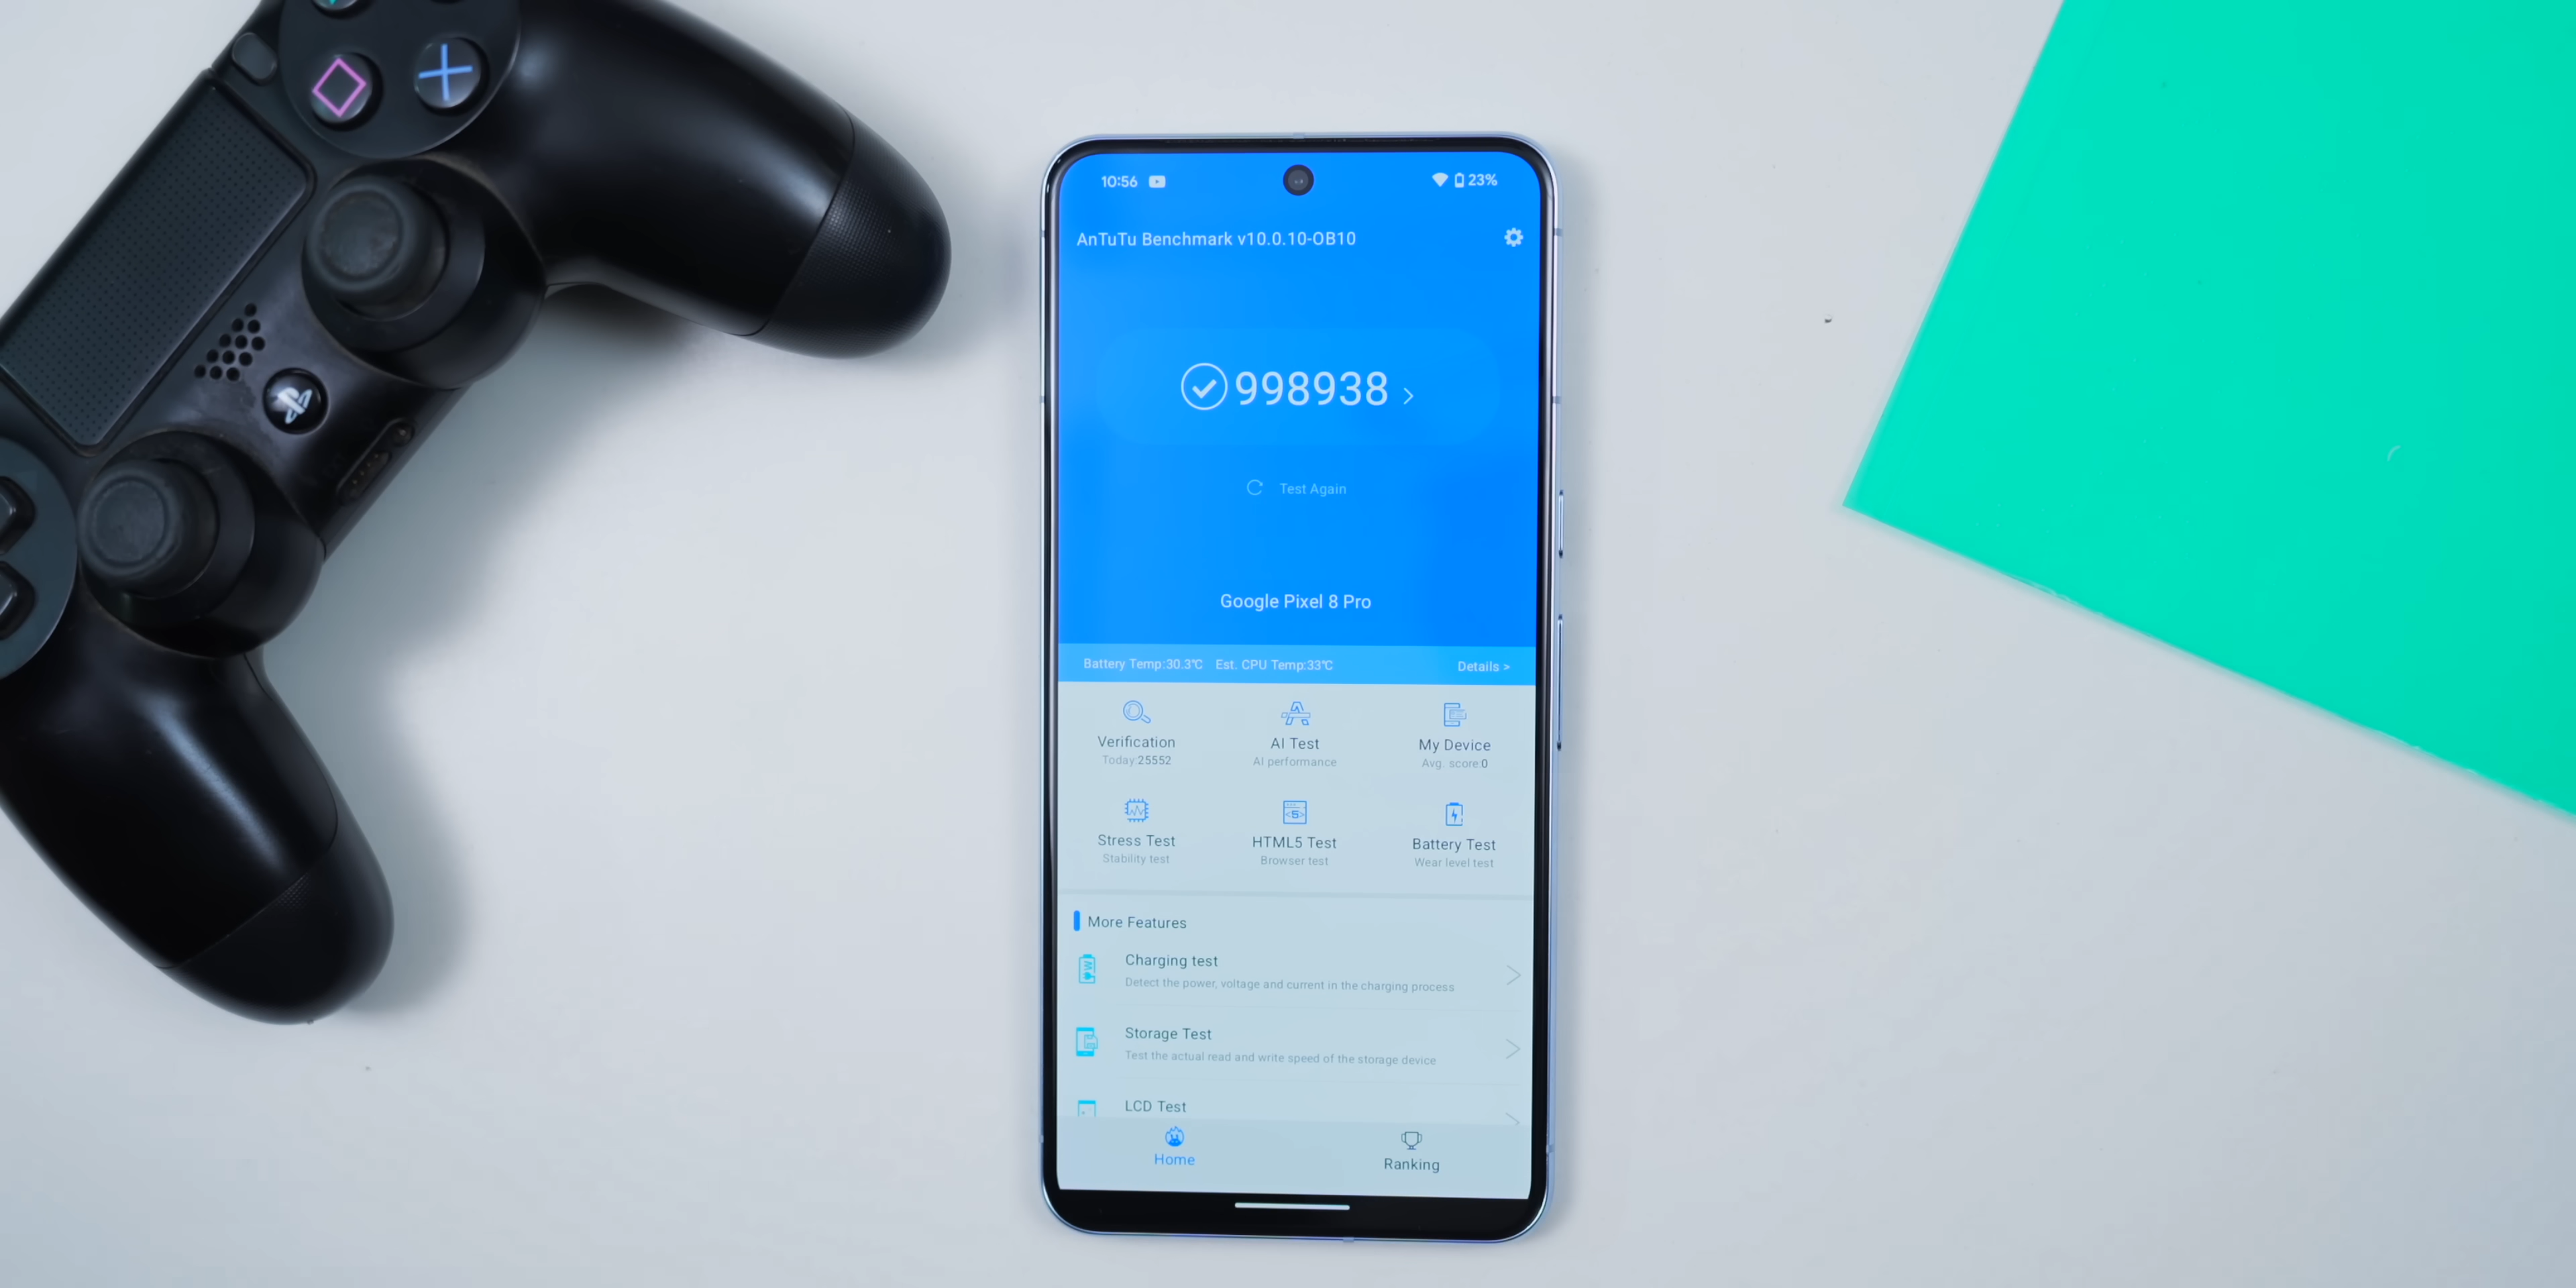 10:56
23%
AnTuTu Benchmark v10.0.10-OB10
998938 >
Test Again
Google Pixel 8 Pro
Battery Temp:30.3℃ Est. CPU Temp:33℃ Details >
Verification AI Test My Device
Today:25552 AI performance Avg. score:0
Stress Test HTML5 Test Battery Test
Stability test Browser test Wear level test
More Features
Charging test
Detect the power, voltage and current in the charging process
Storage Test
Test the actual read and write speed of the storage device
LCD Test
Home Ranking